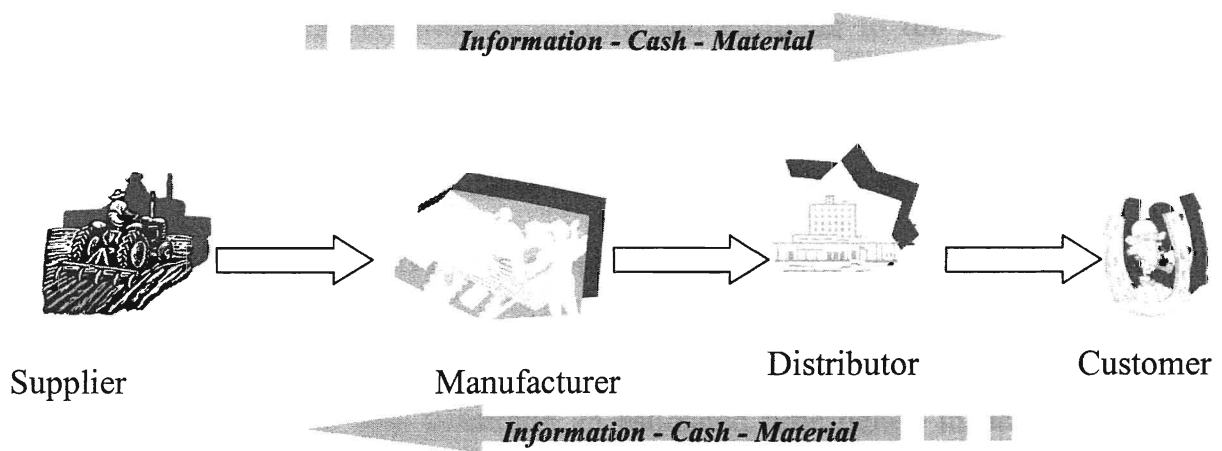 Information - Cash - Material
Supplier
Manufacturer
Distributor
Customer
Information - Cash - Material